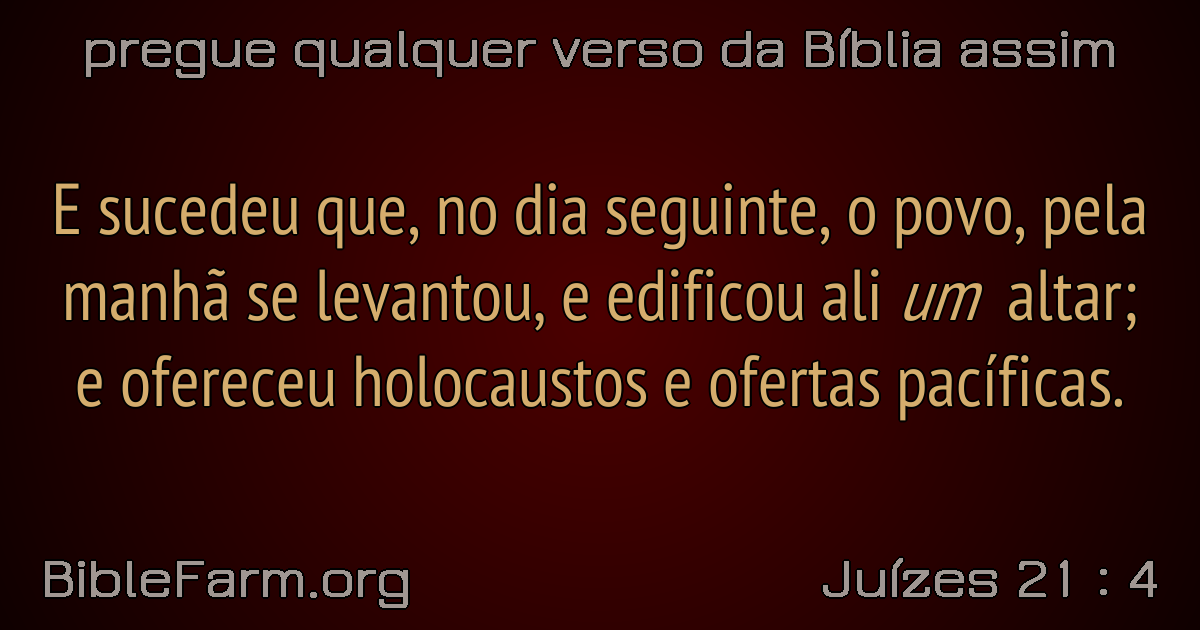 pregue qualquer verso da Bíblia assim
E sucedeu que, no dia seguinte, o povo, pela
manhã se levantou, e edificou ali um altar;
e ofereceu holocaustos e ofertas pacíficas.
BibleFarm.org
Juízes 21 : 4